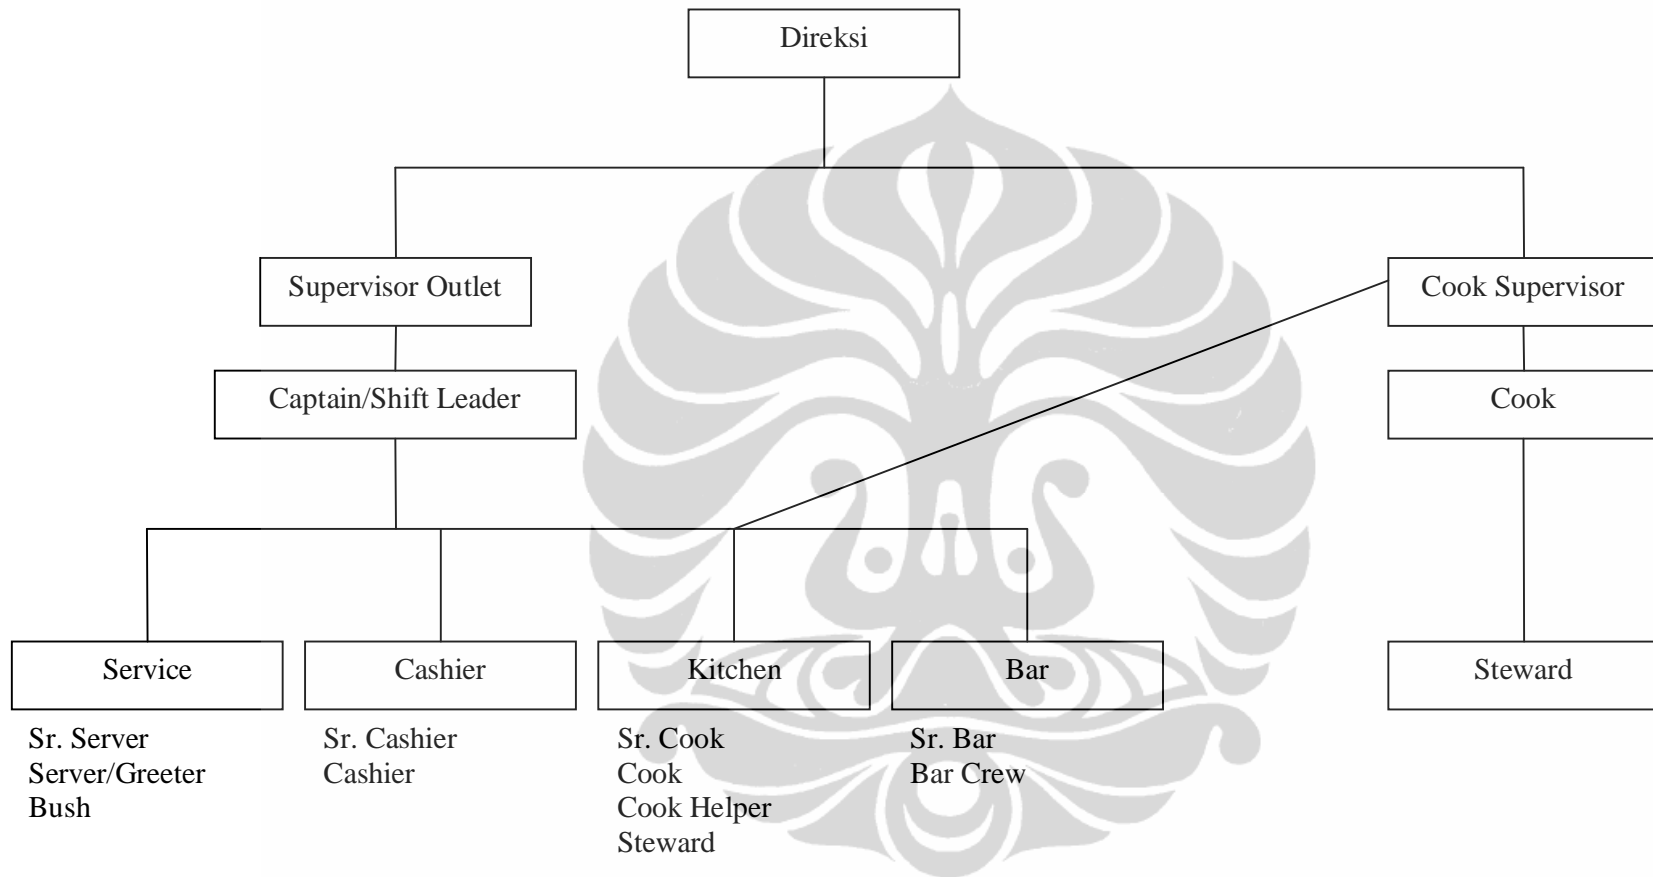 Direksi
Supervisor Outlet
Cook Supervisor
Captain/Shift Leader
Cook
Service
Cashier
Kitchen
Bar
Steward
Sr. Server
Server/Greeter
Bush
Sr. Cashier
Cashier
Sr. Cook
Cook
Cook Helper
Steward
Sr. Bar
Bar Crew